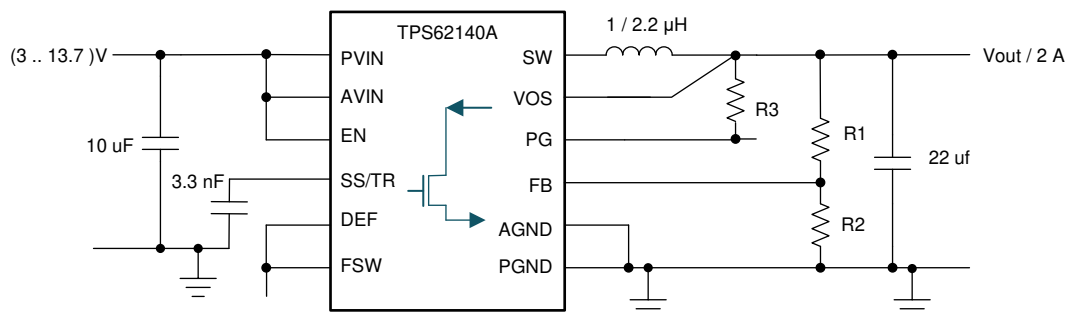 TPS62140A
1 / 2.2 µH
(3 .. 13.7 )V
PVIN
SW
Vout / 2 A
AVIN
VOS
R3
EN
PG
R1
10 uF
22 uf
3.3 nF
SS/TR
FB
DEF
AGND
R2
FSW
PGND